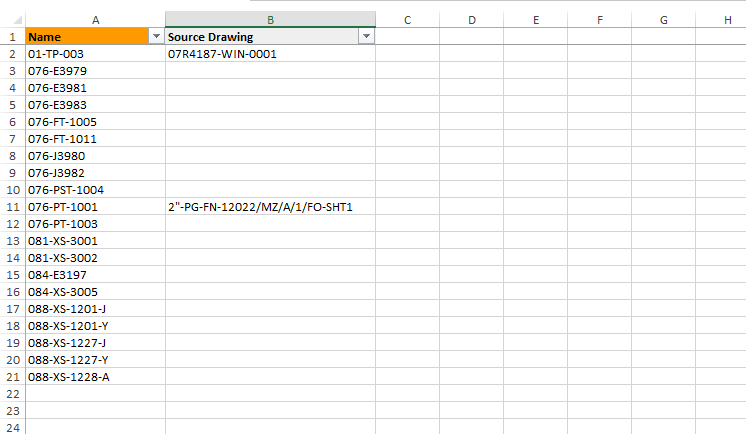 A B C D E F G H
1 Name Source Drawing
2 01-TP-003 07R4187-WIN-0001
3 076-E3979
4 076-E3981
5 076-E3983
6 076-FT-1005
7 076-FT-1011
8 076-J3980
9 076-J3982
10 076-PST-1004
11 076-PT-1001 2"-PG-FN-12022/MZ/A/1/FO-SHT1
12 076-PT-1003
13 081-XS-3001
14 081-XS-3002
15 084-E3197
16 084-XS-3005
17 088-XS-1201-J
18 088-XS-1201-Y
19 088-XS-1227-J
20 088-XS-1227-Y
21 088-XS-1228-A
22
23
24